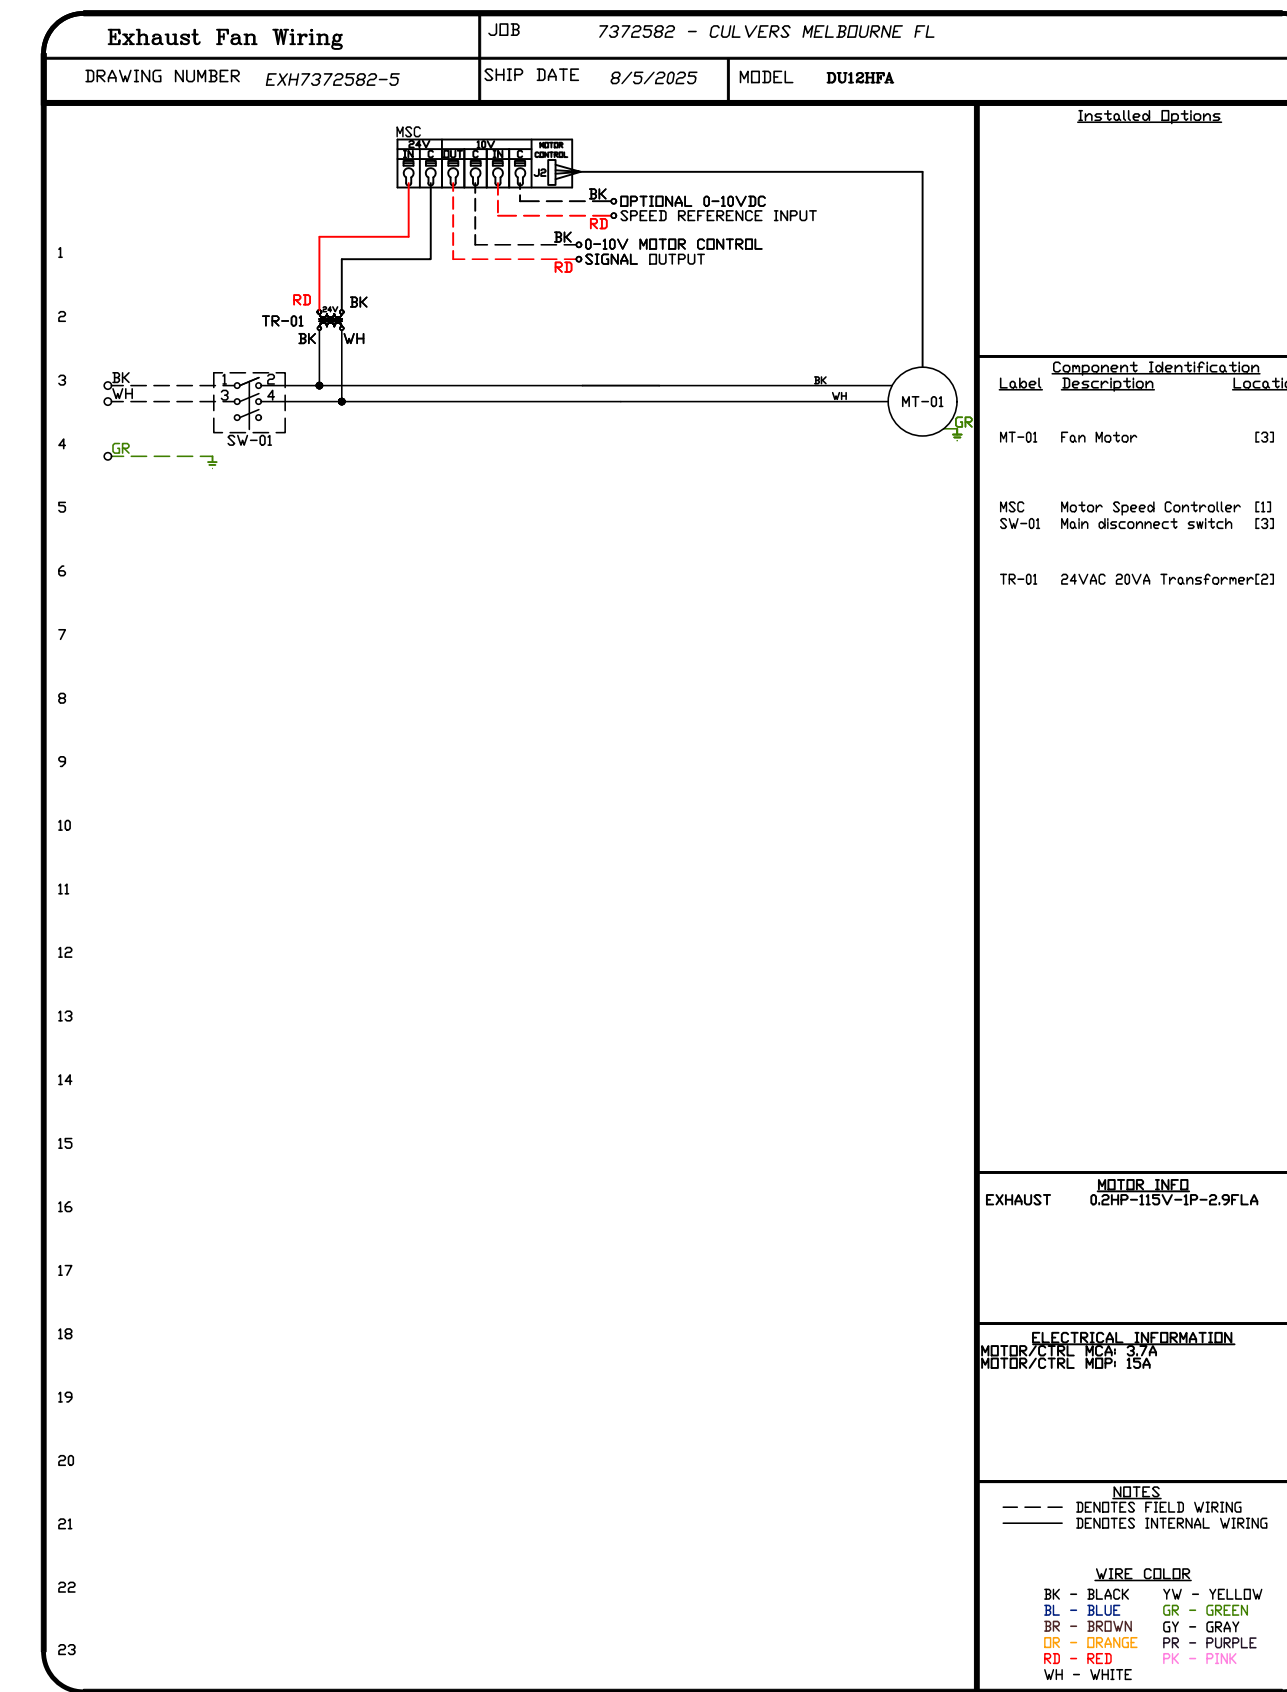 Exhaust Fan Wiring
JOB 7372582 - CULVERS MELBOURNE FL
DRAWING NUMBER EXH7372582-5
SHIP DATE 8/5/2025
MODEL DU12HFA
MSC
24V 10V MOTOR
IN C OUT C IN C CONTROL
J2
BK OPTIONAL 0-10VDC
RD SPEED REFERENCE INPUT
BK 0-10V MOTOR CONTROL
RD SIGNAL OUTPUT
RD 24V BK
TR-01
BK WH
BK 1 2 BK
WH 3 4 WH
MT-01
GR
SW-01
GR
1
2
3
4
5
6
7
8
9
10
11
12
13
14
15
16
17
18
19
20
21
22
23
Installed Options
Component Identification
Label Description Locatio
MT-01 Fan Motor [3]
MSC Motor Speed Controller [1]
SW-01 Main disconnect switch [3]
TR-01 24VAC 20VA Transformer[2]
MOTOR INFO
EXHAUST 0.2HP-115V-1P-2.9FLA
ELECTRICAL INFORMATION
MOTOR/CTRL MCA: 3.7A
MOTOR/CTRL MOP: 15A
NOTES
DENOTES FIELD WIRING
DENOTES INTERNAL WIRING
WIRE COLOR
BK - BLACK YW - YELLOW
BL - BLUE GR - GREEN
BR - BROWN GY - GRAY
OR - ORANGE PR - PURPLE
RD - RED PK - PINK
WH - WHITE